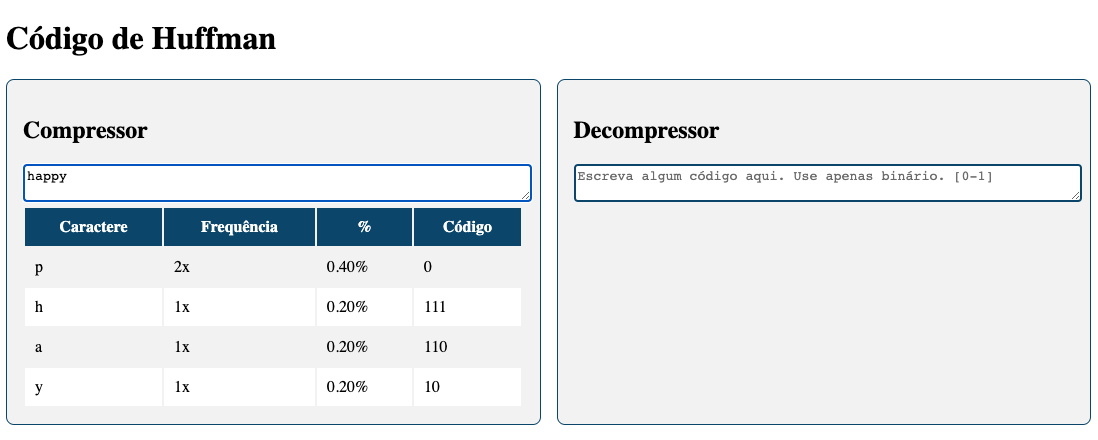 Código de Huffman
Compressor
happy
Caractere Frequência % Código
p 2x 0.40% 0
h 1x 0.20% 111
a 1x 0.20% 110
y 1x 0.20% 10
Decompressor
Escreva algum código aqui. Use apenas binário. [0-1]